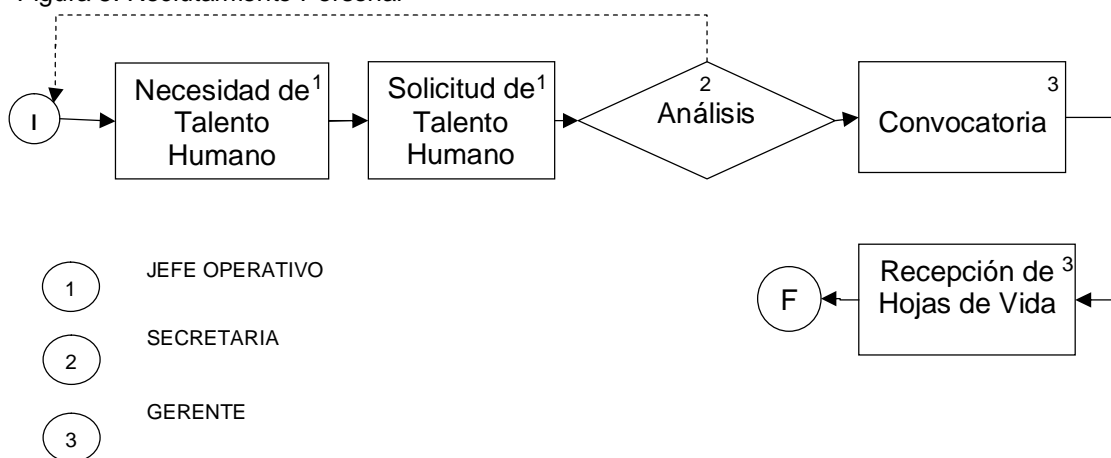 Figura Reclutamiento Personal
I
Necesidad de 1
Talento
Humano
Solicitud de 1
Talento
Humano
2
Análisis
3
Convocatoria
Recepción de 3
Hojas de Vida
F
1 JEFE OPERATIVO
2 SECRETARIA
3 GERENTE